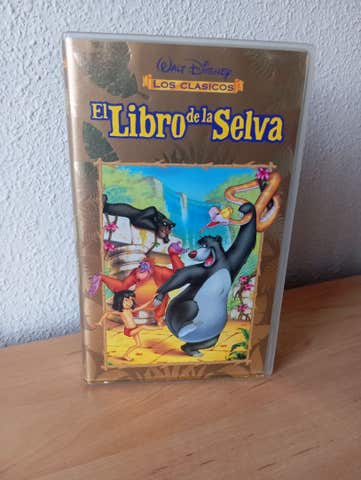 WALT DISNEY
LOS CLASICOS
El Libro de la Selva